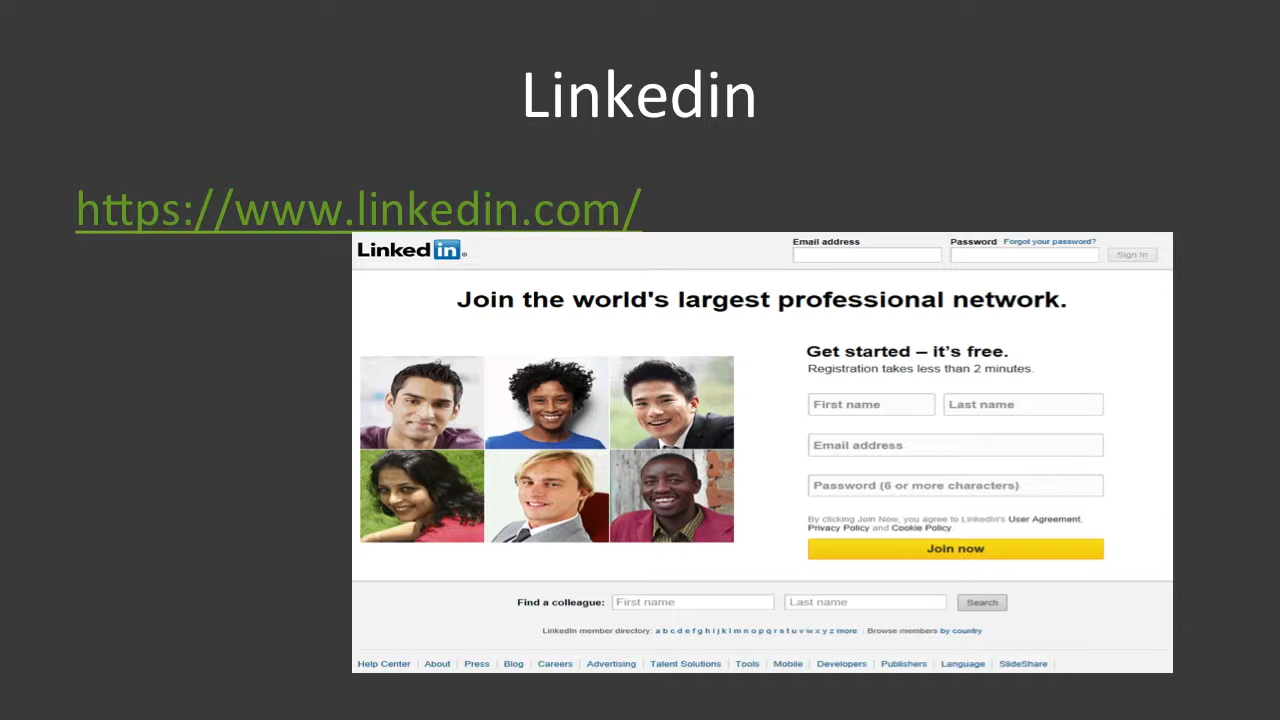 Linkedin
https://www.linkedin.com/
Linked in®
Email address
Password Forgot your password?
Sign In
Join the world's largest professional network.
Get started – it's free.
Registration takes less than 2 minutes.
First name Last name
Email address
Password (6 or more characters)
By clicking Join Now, you agree to LinkedIn's User Agreement,
Privacy Policy and Cookie Policy.
Join now
Find a colleague: First name Last name Search
LinkedIn member directory: a b c d e f g h i j k l m n o p q r s t u v w x y z more | Browse members by country
Help Center | About | Press | Blog | Careers | Advertising | Talent Solutions | Tools | Mobile | Developers | Publishers | Language | SlideShare |